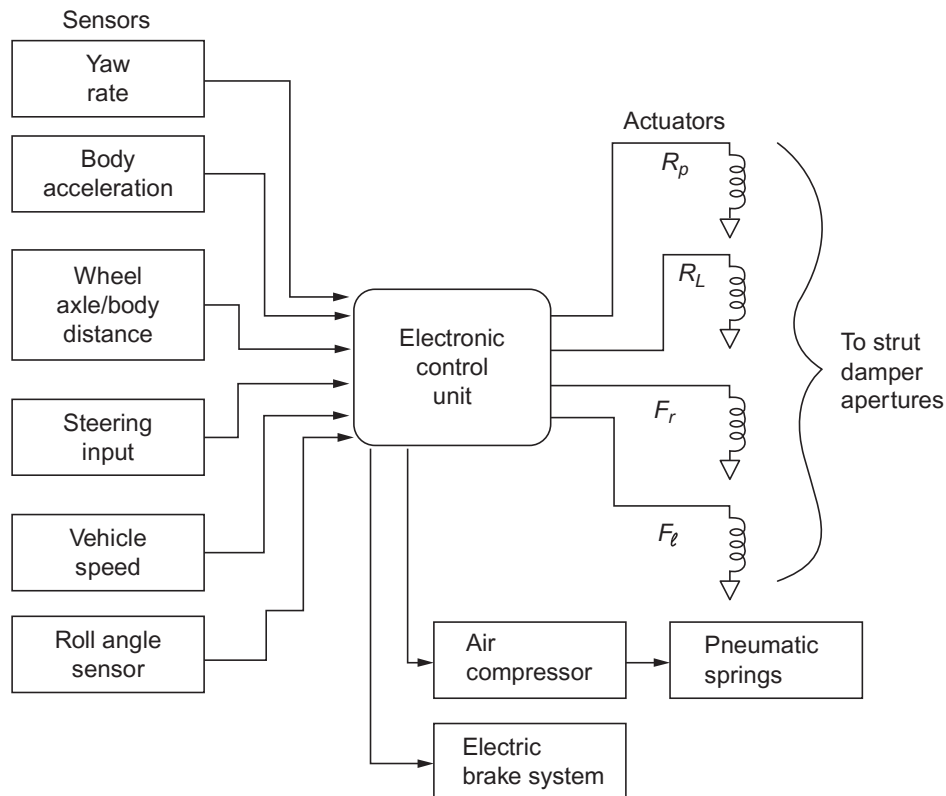 Sensors
Yaw
rate
Body
acceleration
Wheel
axle/body
distance
Steering
input
Vehicle
speed
Roll angle
sensor
Electronic
control
unit
Actuators
R_p
R_L
F_r
F_ℓ
To strut
damper
apertures
Air
compressor
Pneumatic
springs
Electric
brake system